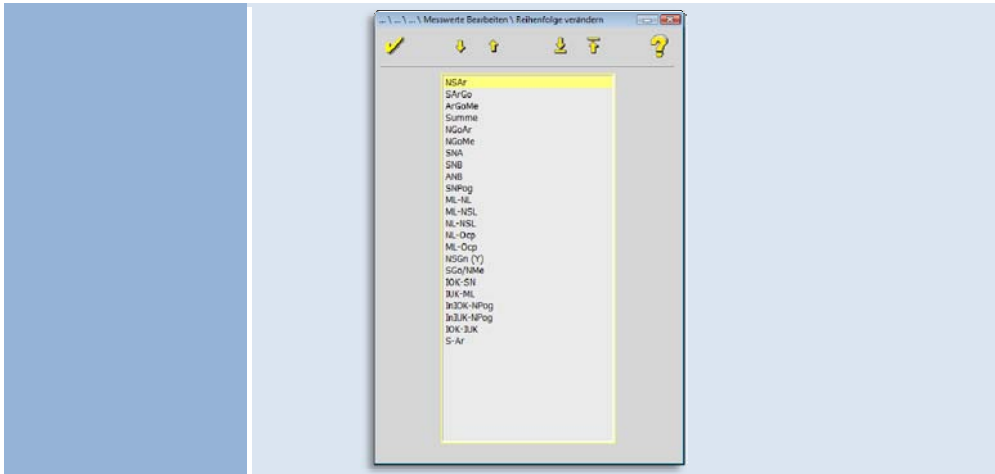 ...\...\...\ Messwerte Bearbeiten \ Reihenfolge verändern
NSAr
SArGo
ArGoMe
Summe
NGoAr
NGoMe
SNA
SNB
ANB
SNPog
ML-NL
ML-NSL
NL-NSL
NL-Ocp
ML-Ocp
NSGn (Y)
SGo/NMe
IOK-SN
IUK-ML
InIOK-NPog
InIUK-NPog
IOK-IUK
S-Ar